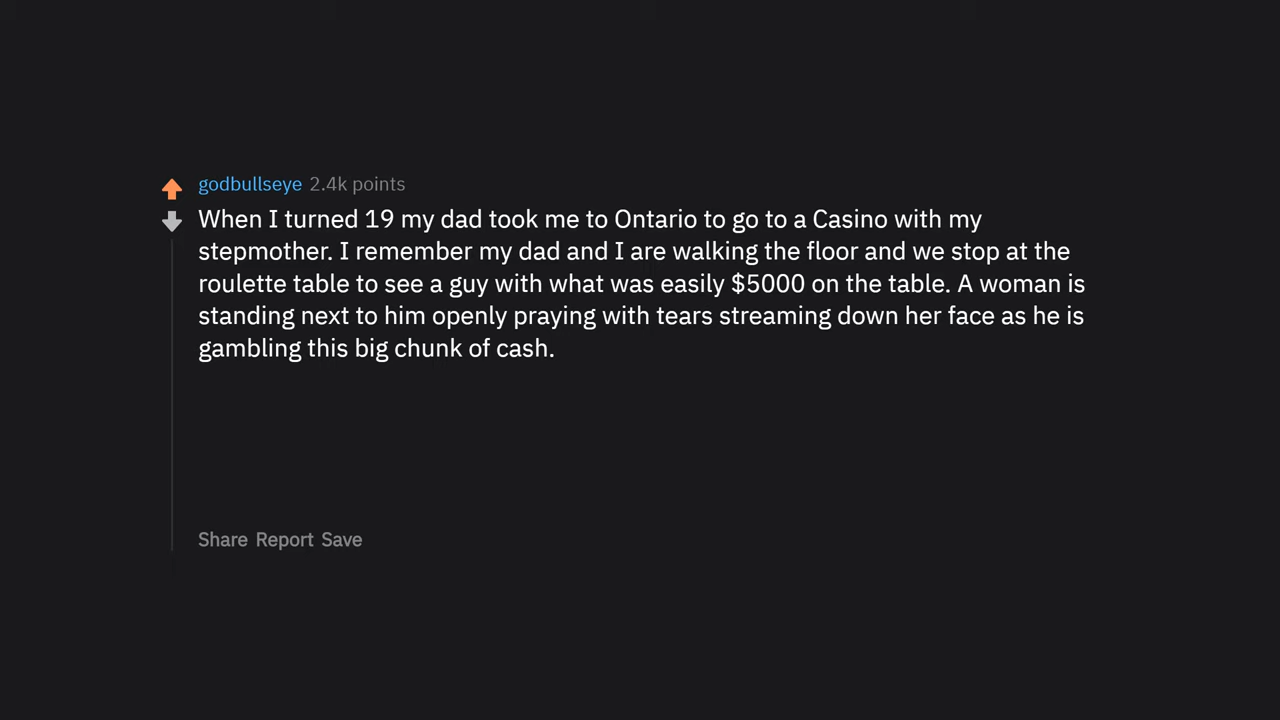 godbullseye 2.4k points
When I turned 19 my dad took me to Ontario to go to a Casino with my
stepmother. I remember my dad and I are walking the floor and we stop at the
roulette table to see a guy with what was easily $5000 on the table. A woman is
standing next to him openly praying with tears streaming down her face as he is
gambling this big chunk of cash.
Share Report Save